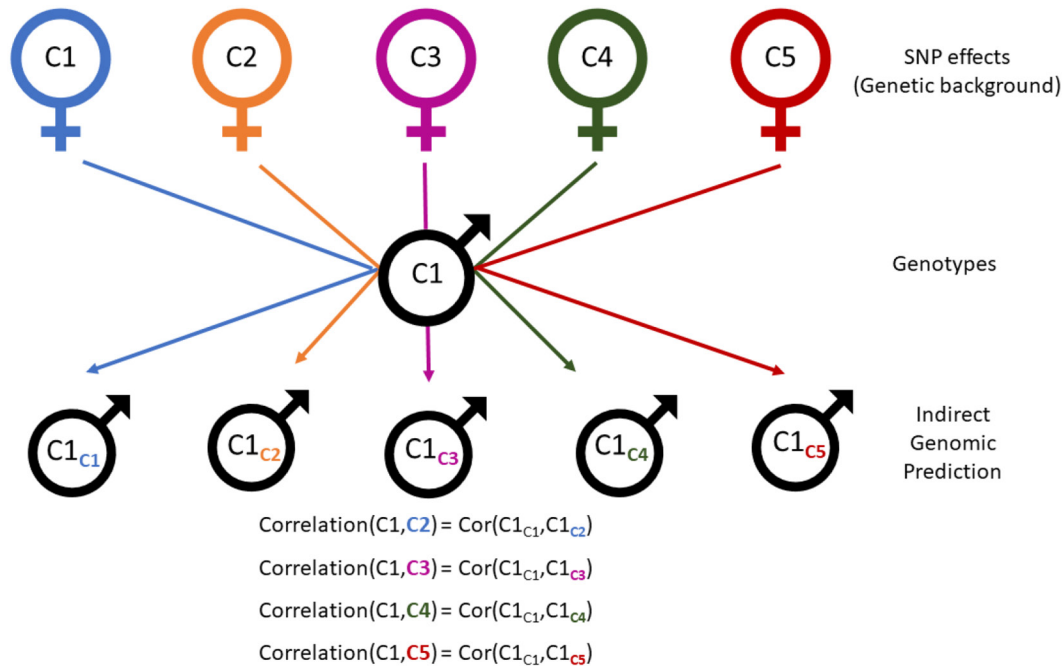 C1 C2 C3 C4 C5
SNP effects
(Genetic background)
C1
Genotypes
C1C1 C1C2 C1C3 C1C4 C1C5
Indirect
Genomic
Prediction
Correlation(C1,C2)= Cor(C1C1,C1C2)
Correlation(C1,C3)= Cor(C1C1,C1C3)
Correlation(C1,C4)= Cor(C1C1,C1C4)
Correlation(C1,C5)= Cor(C1C1,C1C5)